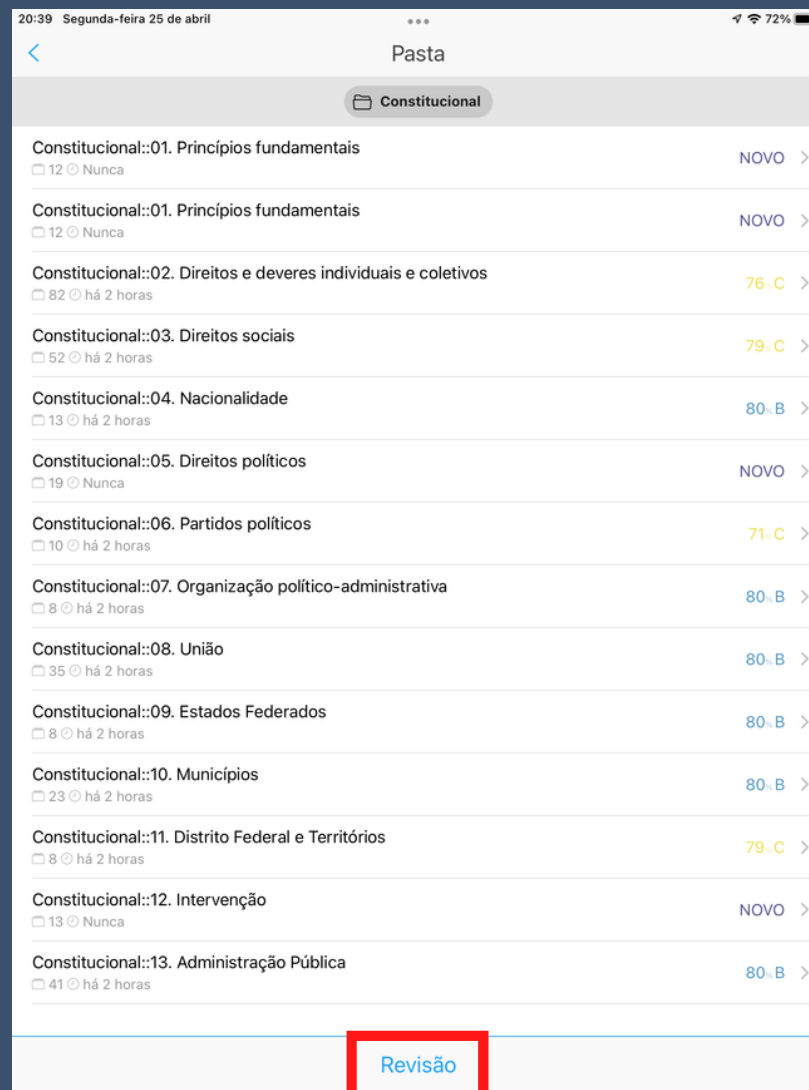 20:39 Segunda-feira 25 de abril 72%
Pasta
Constitucional
Constitucional::01. Princípios fundamentais
12 Nunca
NOVO
Constitucional::01. Princípios fundamentais
12 Nunca
NOVO
Constitucional::02. Direitos e deveres individuais e coletivos
82 há 2 horas
76% C
Constitucional::03. Direitos sociais
52 há 2 horas
79% C
Constitucional::04. Nacionalidade
13 há 2 horas
80% B
Constitucional::05. Direitos políticos
19 Nunca
NOVO
Constitucional::06. Partidos políticos
10 há 2 horas
71% C
Constitucional::07. Organização político-administrativa
8 há 2 horas
80% B
Constitucional::08. União
35 há 2 horas
80% B
Constitucional::09. Estados Federados
8 há 2 horas
80% B
Constitucional::10. Municípios
23 há 2 horas
80% B
Constitucional::11. Distrito Federal e Territórios
8 há 2 horas
79% C
Constitucional::12. Intervenção
13 Nunca
NOVO
Constitucional::13. Administração Pública
41 há 2 horas
80% B
Revisão